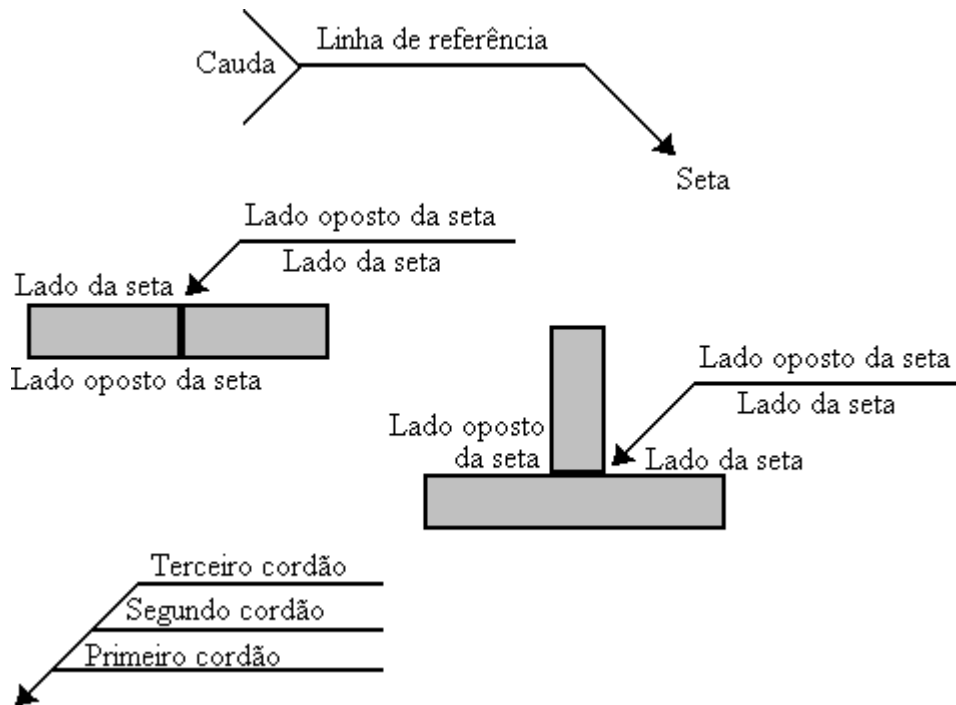 Linha de referência
Cauda
Seta
Lado oposto da seta
Lado da seta
Lado da seta
Lado oposto da seta
Lado oposto da seta
Lado da seta
Lado oposto
da seta
Lado da seta
Terceiro cordão
Segundo cordão
Primeiro cordão